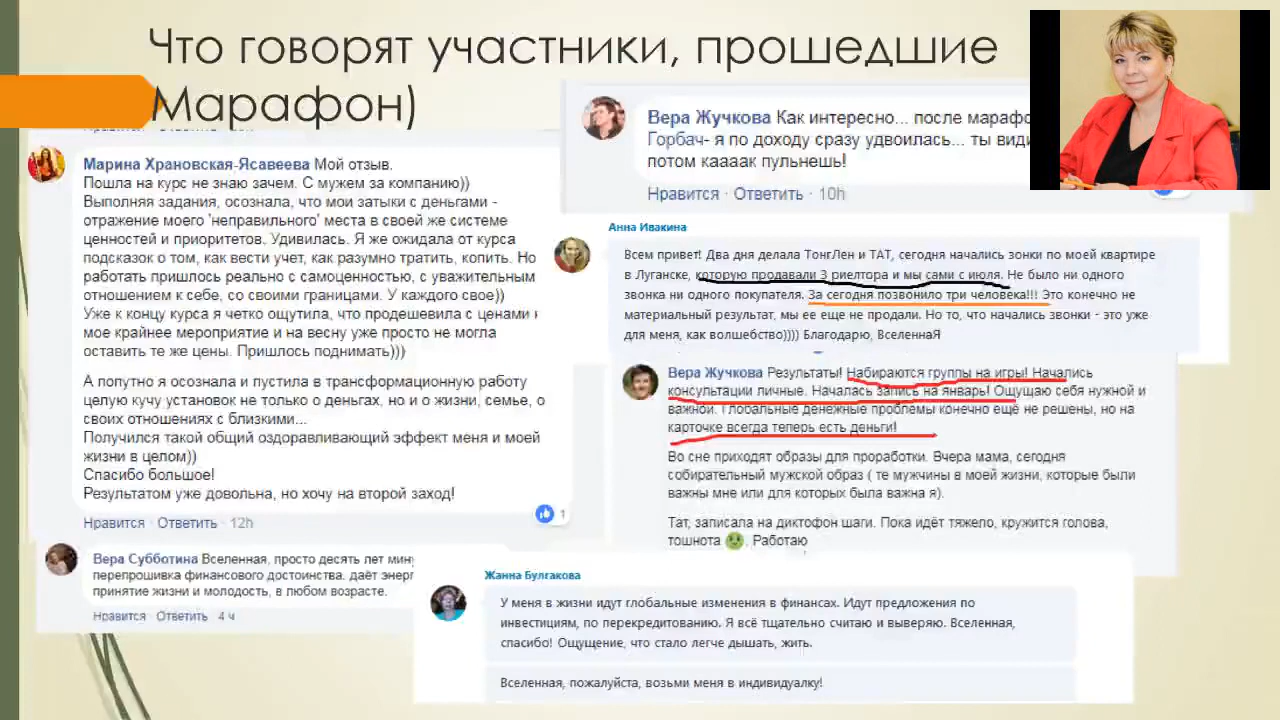 Что говорят участники, прошедшие
Марафон)
Марина Храновская-Ясавеева Мой отзыв.
Пошла на курс не знаю зачем. С мужем за компанию))
Выполняя задания, осознала, что мои затыки с деньгами -
отражение моего 'неправильного' места в своей же системе
ценностей и приоритетов. Удивилась. Я же ожидала от курса
подсказок о том, как вести учет, как разумно тратить, копить. Но
работать пришлось реально с самоценностью, с уважительным
отношением к себе, со своими границами. У каждого свое))
Уже к концу курса я четко ощутила, что продешевила с ценами
мое крайнее мероприятие и на весну уже просто не могла
оставить те же цены. Пришлось поднимать)))
А попутно я осознала и пустила в трансформационную работу
целую кучу установок не только о деньгах, но и о жизни, семье, о
своих отношениях с близкими...
Получился такой общий оздоравливающий эффект меня и моей
жизни в целом))
Спасибо большое!
Результатом уже довольна, но хочу на второй заход!
Нравится · Ответить · 12h
1
Вера Жучкова Как интересно... после
Горбач- я по доходу сразу удвоилась... ты
потом каааак пульнешь!
Нравится · Ответить · 10h
Анна Ивакина
Всем привет! Два дня делала ТонгЛен и ТАТ, сегодня начались зонки по моей квартире
в Луганске, которую продавали 3 риелтора и мы сами с июля. Не было ни одного
звонка ни одного покупателя. За сегодня позвонило три человека!!! Это конечно не
материальный результат, мы ее еще не продали. Но то, что начались звонки - это уже
для меня, как волшебство)))) Благодарю, ВселеннаЯ
Вера Жучкова Результаты! Набираются группы на игры! Начались
консультации личные. Началась запись на январь! Ощущаю себя нужной и
важной. Глобальные денежные проблемы конечно ещё не решены, но на
карточке всегда теперь есть деньги!
Во сне приходят образы для проработки. Вчера мама, сегодня
собирательный мужской образ ( те мужчины в моей жизни, которые были
важны мне или для которых была важна я).
Тат, записала на диктофон шаги. Пока идёт тяжело, кружится голова,
тошнота 🤢. Работаю
Вера Субботина Вселенная, просто десять лет
перепрошивка финансового достоинства. даёт
принятие жизни и молодость, в любом возрасте.
Нравится · Ответить · 4 ч
Жанна Булгакова
У меня в жизни идут глобальные изменения в финансах. Идут предложения по
инвестициям, по перекредитованию. Я всё тщательно считаю и выверяю. Вселенная,
спасибо! Ощущение, что стало легче дышать, жить.
Вселенная, пожалуйста, возьми меня в индивидуалку!